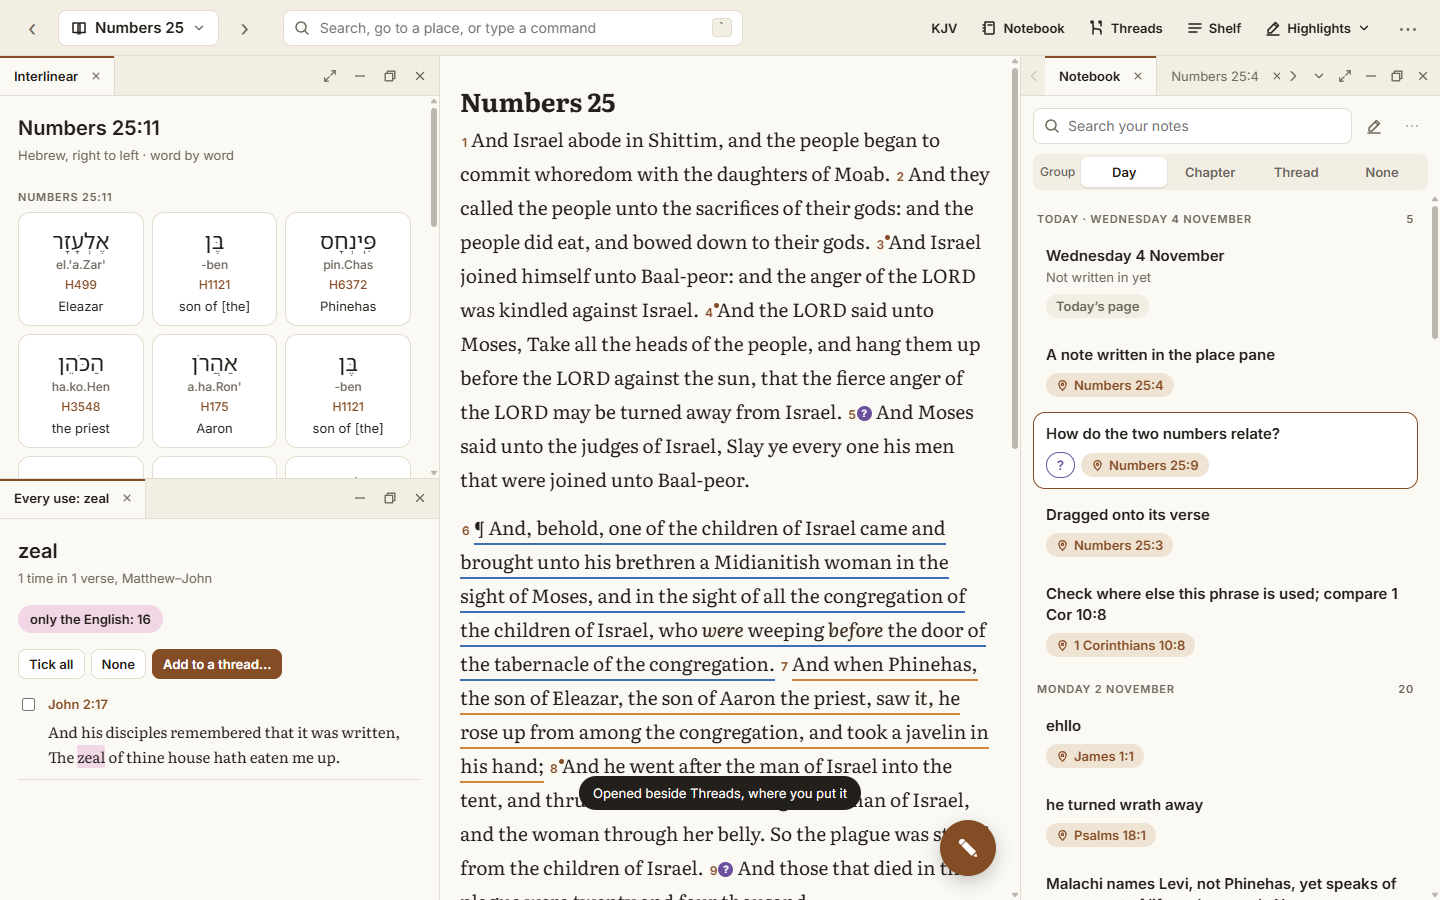 Numbers 25
Search, go to a place, or type a command
`
KJV
Notebook
Threads
Shelf
Highlights
Interlinear
Numbers 25:11
Hebrew, right to left · word by word
NUMBERS 25:11
אֶלְעָזָר
el.'a.Zar'
H499
Eleazar
בֶּן
-ben
H1121
son of [the]
פִּֽינְחָס
pin.Chas
H6372
Phinehas
הַכֹּהֵן
ha.ko.Hen
H3548
the priest
אַהֲרֹן
a.ha.Ron'
H175
Aaron
בֶּן
-ben
H1121
son of [the]
Every use: zeal
zeal
1 time in 1 verse, Matthew–John
only the English: 16
Tick all
None
Add to a thread…
John 2:17
And his disciples remembered that it was written,
The zeal of thine house hath eaten me up.
Numbers 25
1 And Israel abode in Shittim, and the people began to
commit whoredom with the daughters of Moab. 2 And they
called the people unto the sacrifices of their gods: and the
people did eat, and bowed down to their gods. 3 And Israel
joined himself unto Baal-peor: and the anger of the LORD
was kindled against Israel. 4 And the LORD said unto
Moses, Take all the heads of the people, and hang them up
before the LORD against the sun, that the fierce anger of
the LORD may be turned away from Israel. 5 ? And Moses
said unto the judges of Israel, Slay ye every one his men
that were joined unto Baal-peor.
6 ¶ And, behold, one of the children of Israel came and
brought unto his brethren a Midianitish woman in the
sight of Moses, and in the sight of all the congregation of
the children of Israel, who were weeping before the door of
the tabernacle of the congregation. 7 And when Phinehas,
the son of Eleazar, the son of Aaron the priest, saw it, he
rose up from among the congregation, and took a javelin in
his hand; 8 And he went after the man of Israel into the
tent, and of Israel,
Opened beside Threads, where you put it
and the woman through her belly. So the plague was
from the children of Israel. 9 ? And those that died in
Notebook
Numbers 25:4
Search your notes
Group
Day
Chapter
Thread
None
TODAY · WEDNESDAY 4 NOVEMBER
5
Wednesday 4 November
Not written in yet
Today’s page
A note written in the place pane
Numbers 25:4
How do the two numbers relate?
?
Numbers 25:9
Dragged onto its verse
Numbers 25:3
Check where else this phrase is used; compare 1
Cor 10:8
1 Corinthians 10:8
MONDAY 2 NOVEMBER
20
ehllo
James 1:1
he turned wrath away
Psalms 18:1
Malachi names Levi, not Phinehas, yet speaks of